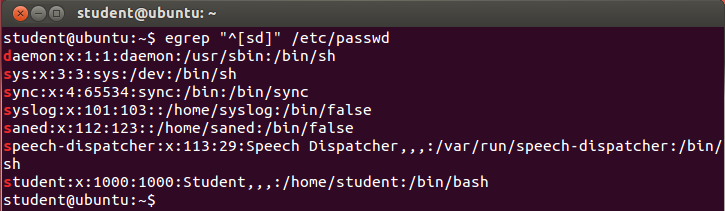 student@ubuntu: ~
student@ubuntu:~$ egrep "^[sd]" /etc/passwd
daemon:x:1:1:daemon:/usr/sbin:/bin/sh
sys:x:3:3:sys:/dev:/bin/sh
sync:x:4:65534:sync:/bin:/bin/sync
syslog:x:101:103::/home/syslog:/bin/false
saned:x:112:123::/home/saned:/bin/false
speech-dispatcher:x:113:29:Speech Dispatcher,,,:/var/run/speech-dispatcher:/bin/
sh
student:x:1000:1000:Student,,,:/home/student:/bin/bash
student@ubuntu:~$